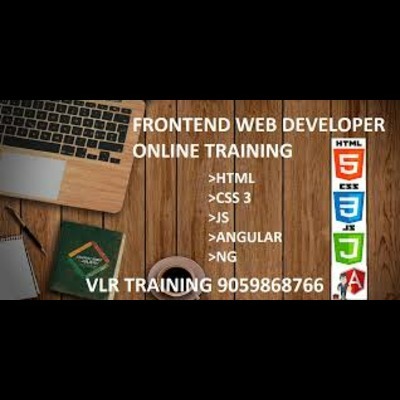 FRONTEND WEB DEVELOPER
ONLINE TRAINING
>HTML
>CSS 3
>JS
>ANGULAR
>NG
VLR TRAINING 9059868766
HTML
5
CSS
3
JS
A